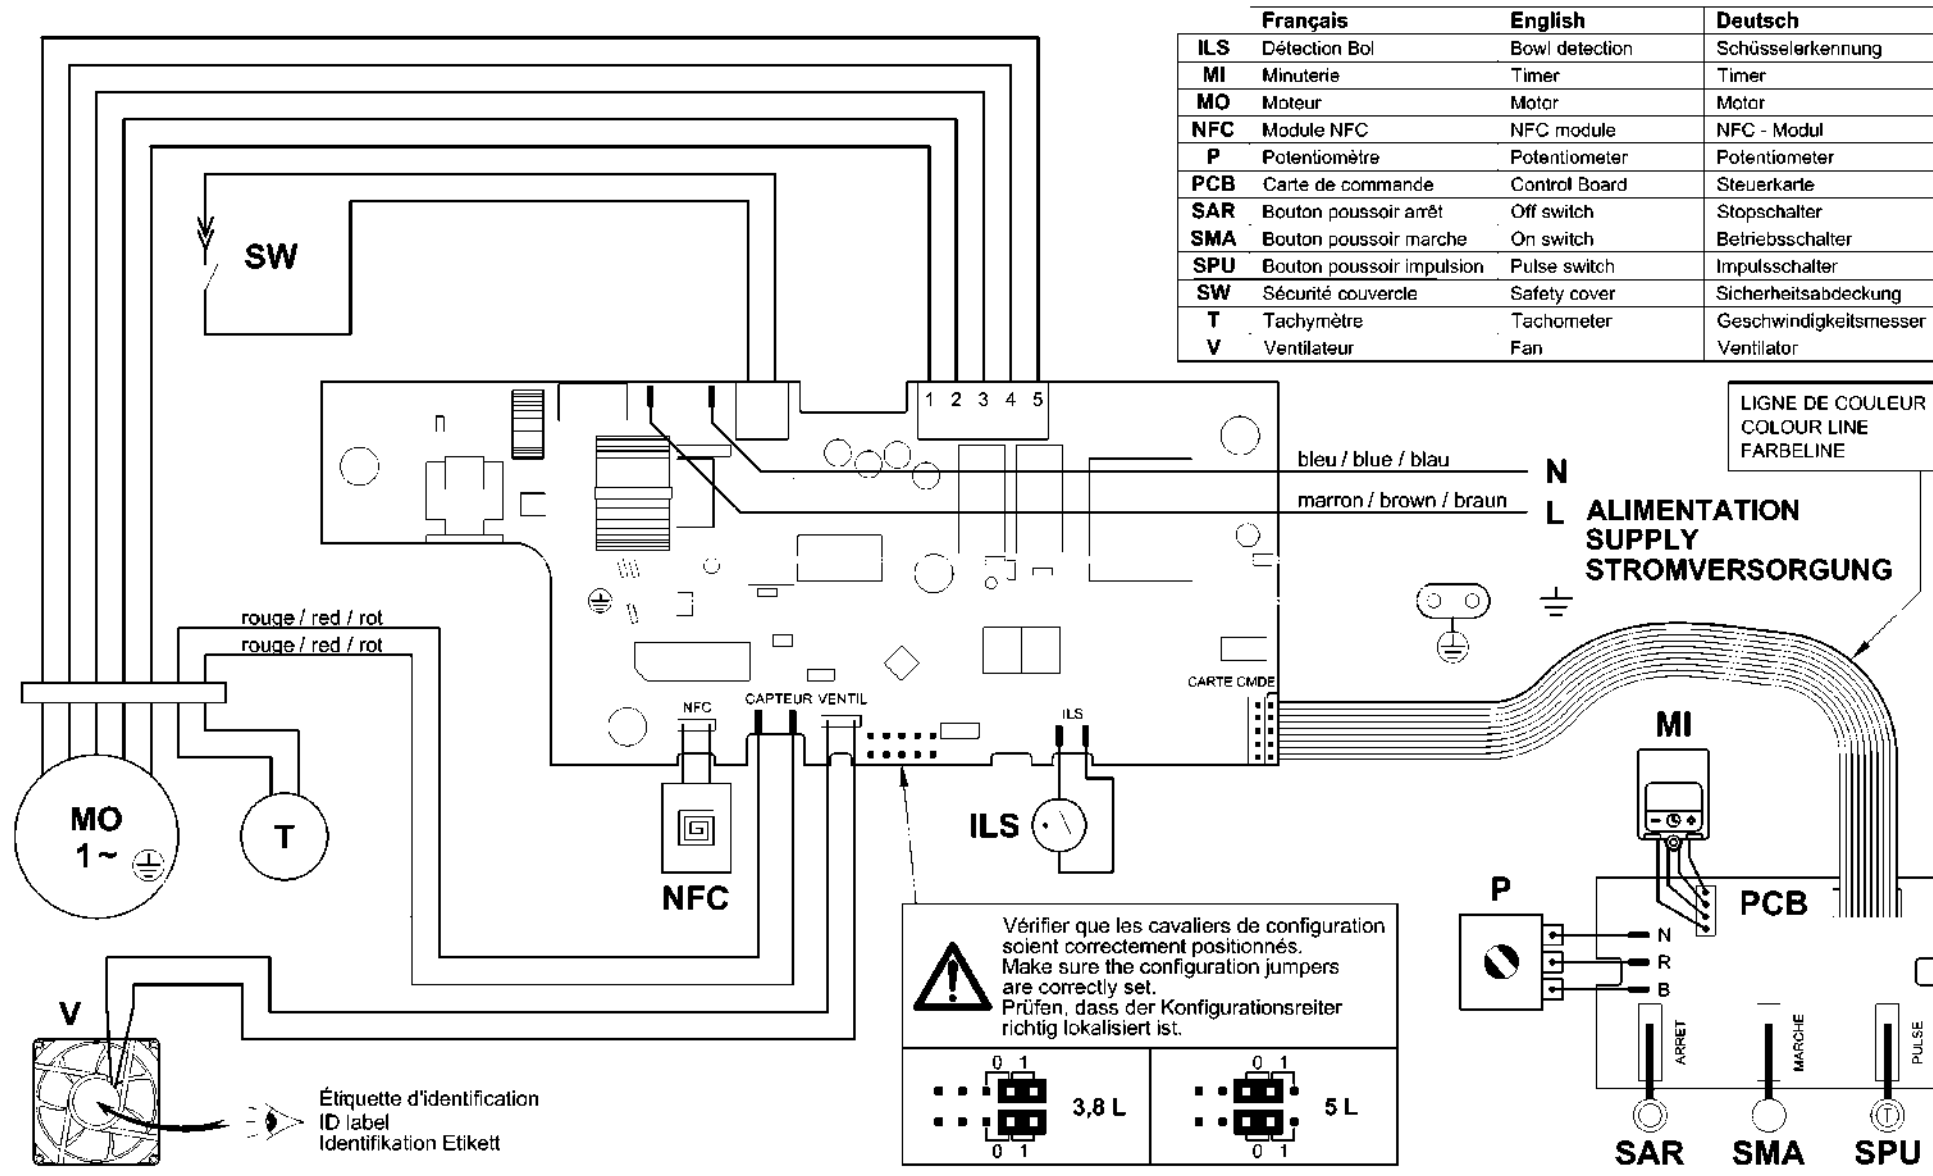 Français English Deutsch
ILS Détection Bol Bowl detection Schüsselerkennung
MI Minuterie Timer Timer
MO Moteur Motor Motor
NFC Module NFC NFC module NFC - Modul
P Potentiomètre Potentiometer Potentiometer
PCB Carte de commande Control Board Steuerkarte
SAR Bouton poussoir arrêt Off switch Stopschalter
SMA Bouton poussoir marche On switch Betriebsschalter
SPU Bouton poussoir impulsion Pulse switch Impulsschalter
SW Sécurité couvercle Safety cover Sicherheitsabdeckung
T Tachymètre Tachometer Geschwindigkeitsmesser
V Ventilateur Fan Ventilator
SW
1 2 3 4 5
LIGNE DE COULEUR
COLOUR LINE
FARBELINE
bleu / blue / blau
N
marron / brown / braun
L
ALIMENTATION
SUPPLY
STROMVERSORGUNG
rouge / red / rot
rouge / red / rot
CARTE CMDE
NFC
CAPTEUR VENTIL
ILS
MI
MO
1 ~
T
ILS
NFC
P
PCB
N
R
B
V
Vérifier que les cavaliers de configuration
soient correctement positionnés.
Make sure the configuration jumpers
are correctly set.
Prüfen, dass der Konfigurationsreiter
richtig lokalisiert ist.
0 1
3,8 L
0 1
0 1
5 L
0 1
ARRET
MARCHE
PULSE
T
Étiquette d'identification
ID label
Identifikation Etikett
SAR
SMA
SPU